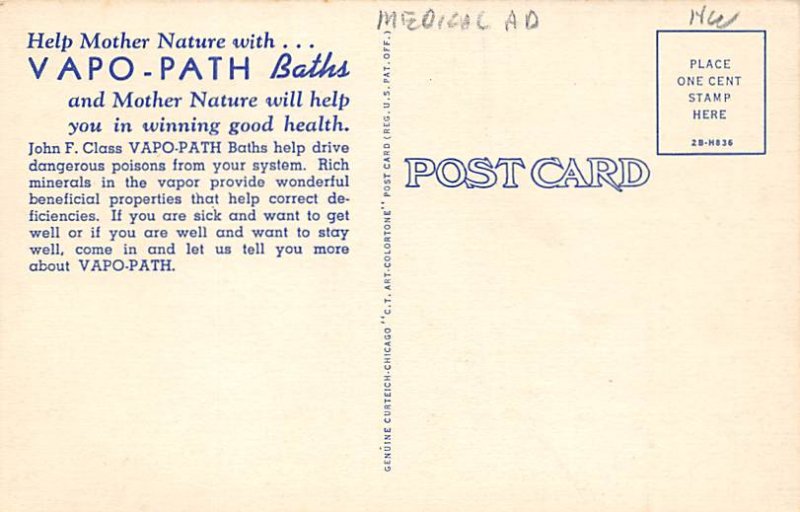 MEDICAL AD
Help Mother Nature with . . .
VAPO-PATH Baths
and Mother Nature will help
you in winning good health.
John F. Class VAPO-PATH Baths help drive
dangerous poisons from your system. Rich
minerals in the vapor provide wonderful
beneficial properties that help correct de-
ficiencies. If you are sick and want to get
well or if you are well and want to stay
well, come in and let us tell you more
about VAPO-PATH.
GENUINE CURTEICH-CHICAGO "C.T. ART-COLORTONE" POST CARD (REG. U.S. PAT. OFF.)
POST CARD
PLACE
ONE CENT
STAMP
HERE
2B-H836